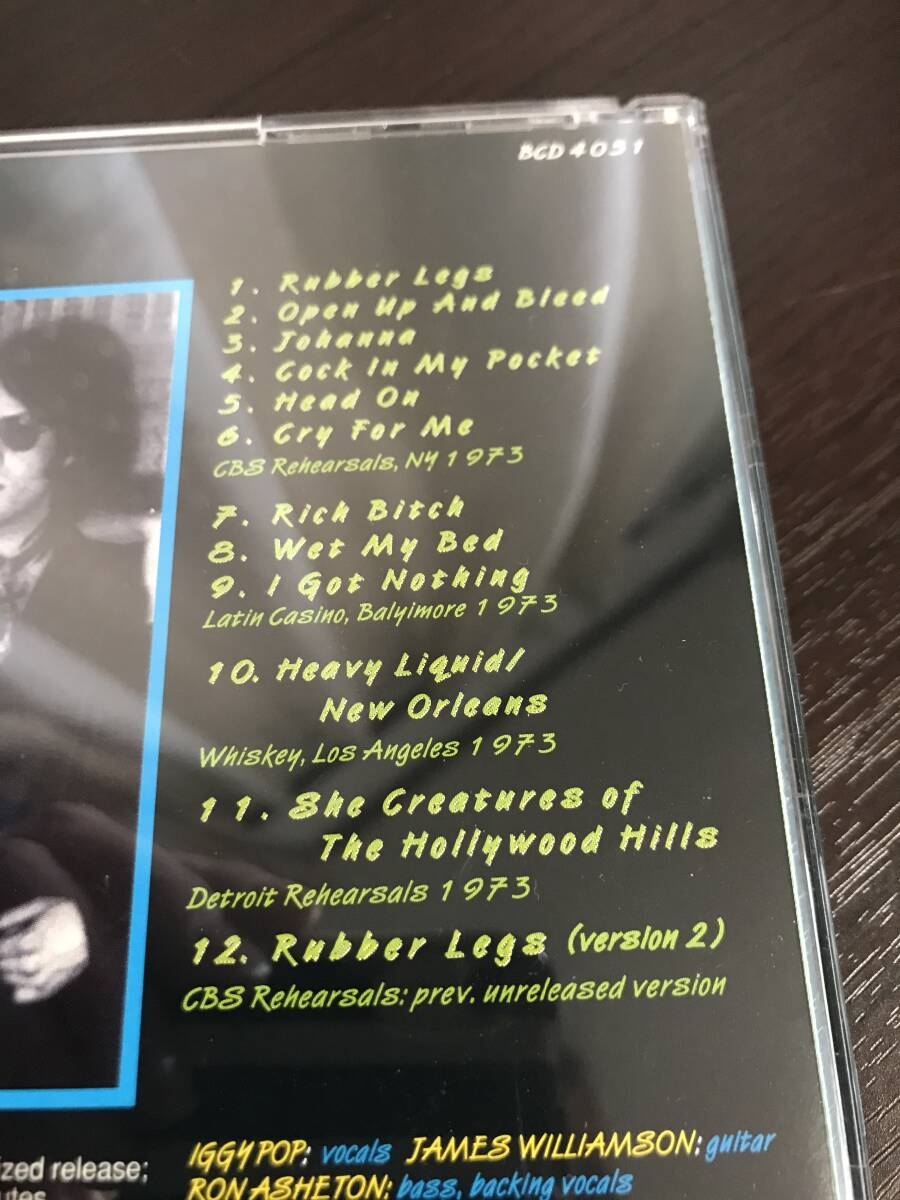 BCD 4051
1. Rubber Legs
2. Open Up And Bleed
3. Johanna
4. Cock In My Pocket
5. Head On
6. Cry For Me
CBS Rehearsals, NY 1973
7. Rich Bitch
8. Wet My Bed
9. I Got Nothing
Latin Casino, Balyimore 1973
10. Heavy Liquid/
New Orleans
Whiskey, Los Angeles 1973
11. She Creatures of
The Hollywood Hills
Detroit Rehearsals 1973
12. Rubber Legs (version 2)
CBS Rehearsals: prev. unreleased version
IGGY POP: vocals JAMES WILLIAMSON: guitar
RON ASHETON: bass, backing vocals
ized release;
utes